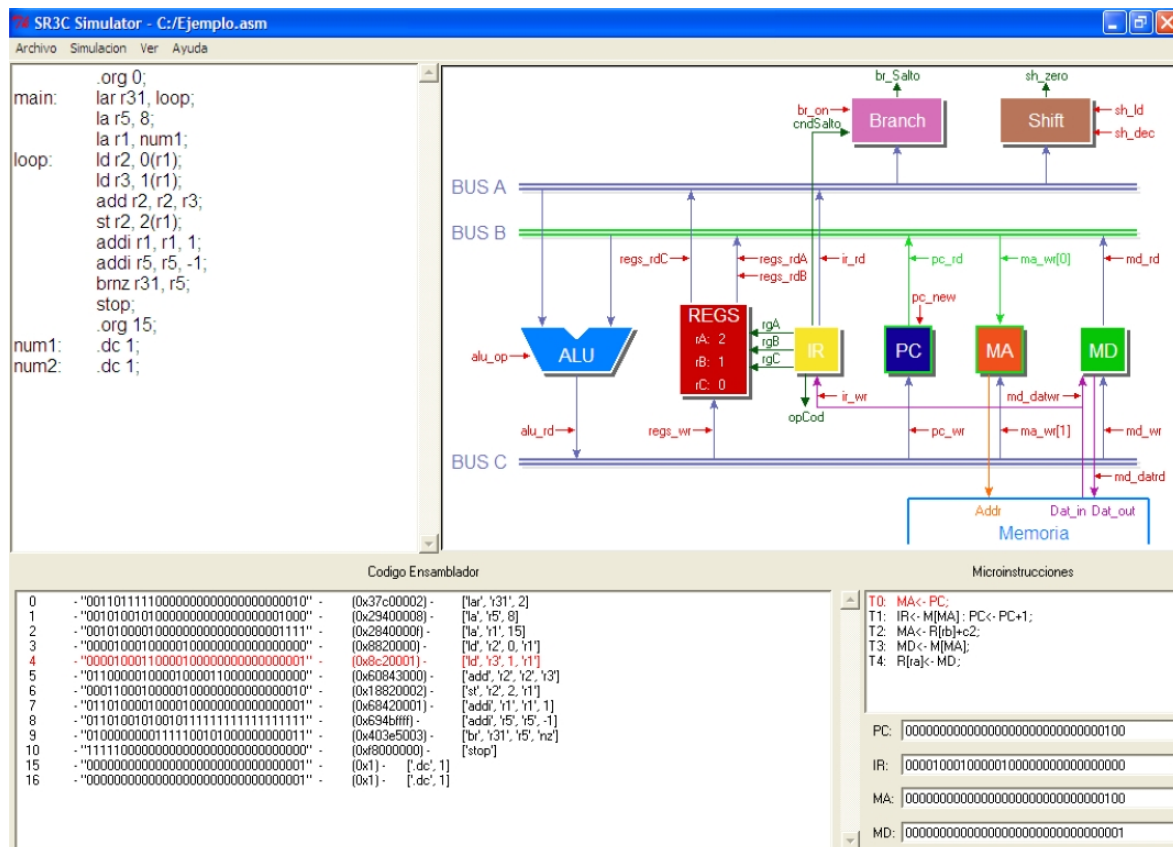 SR3C Simulator - C:/Ejemplo.asm
Archivo Simulacion Ver Ayuda
.org 0;
main: lar r31, loop;
la r5, 8;
la r1, num1;
loop: ld r2, 0(r1);
ld r3, 1(r1);
add r2, r2, r3;
st r2, 2(r1);
addi r1, r1, 1;
addi r5, r5, -1;
brnz r31, r5;
stop;
.org 15;
num1: .dc 1;
num2: .dc 1;
br_Salto sh_zero
br_on
cndSalto
Branch
Shift
sh_ld
sh_dec
BUS A
BUS B
regs_rdC
regs_rdA
regs_rdB
ir_rd
pc_rd
ma_wr[0]
md_rd
pc_new
alu_op
ALU
REGS
rA: 2
rB: 1
rC: 0
rgA
rgB
rgC
IR
PC
MA
MD
opCod
ir_wr
md_datwr
alu_rd
regs_wr
pc_wr
ma_wr[1]
md_wr
BUS C
md_datrd
Addr Dat_in Dat_out
Memoria
Codigo Ensamblador
0 - "00110111110000000000000000000010" - (0x37c00002) - ['lar', 'r31', 2]
1 - "00101001010000000000000000001000" - (0x29400008) - ['la', 'r5', 8]
2 - "00101000010000000000000000001111" - (0x2840000f) - ['la', 'r1', 15]
3 - "00001000100000100000000000000000" - (0x8820000) - ['ld', 'r2', 0, 'r1']
4 - "00001000110000100000000000000001" - (0x8c20001) - ['ld', 'r3', 1, 'r1']
5 - "01100000100001000011000000000000" - (0x60843000) - ['add', 'r2', 'r2', 'r3']
6 - "00011000100000100000000000000010" - (0x18820002) - ['st', 'r2', 2, 'r1']
7 - "01101000010000100000000000000001" - (0x68420001) - ['addi', 'r1', 'r1', 1]
8 - "01101001010010111111111111111111" - (0x694bffff) - ['addi', 'r5', 'r5', -1]
9 - "01000000001111100101000000000011" - (0x403e5003) - ['br', 'r31', 'r5', 'nz']
10 - "11111000000000000000000000000000" - (0xf8000000) - ['stop']
15 - "00000000000000000000000000000001" - (0x1) - ['.dc', 1]
16 - "00000000000000000000000000000001" - (0x1) - ['.dc', 1]
Microinstrucciones
T0: MA<- PC;
T1: IR<- M[MA] : PC<- PC+1;
T2: MA<- R[rb]+c2;
T3: MD<- M[MA];
T4: R[ra]<- MD;
PC: 00000000000000000000000000000100
IR: 00001000100000100000000000000000
MA: 00000000000000000000000000000100
MD: 00000000000000000000000000000001